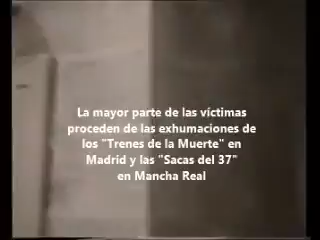 La mayor parte de las víctimas
proceden de las exhumaciones de
los "Trenes de la Muerte" en
Madrid y las "Sacas del 37"
en Mancha Real